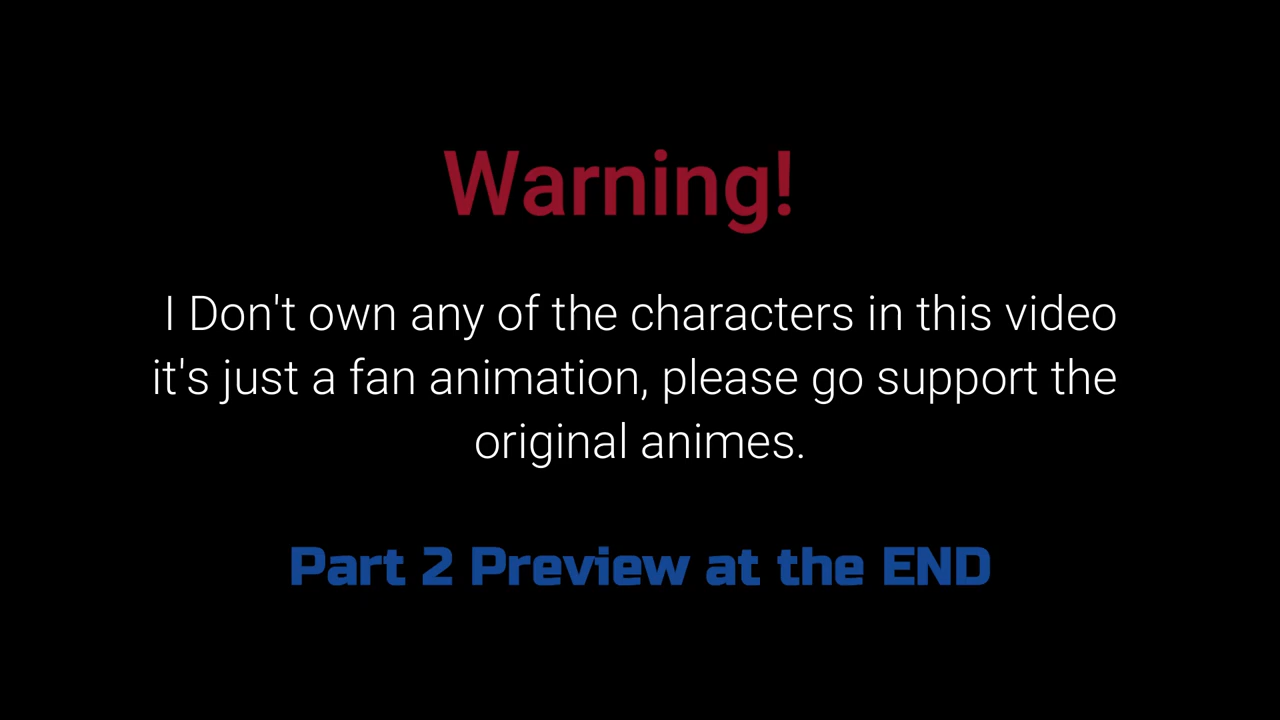 Warning!
I Don't own any of the characters in this video
it's just a fan animation, please go support the
original animes.
Part 2 Preview at the END